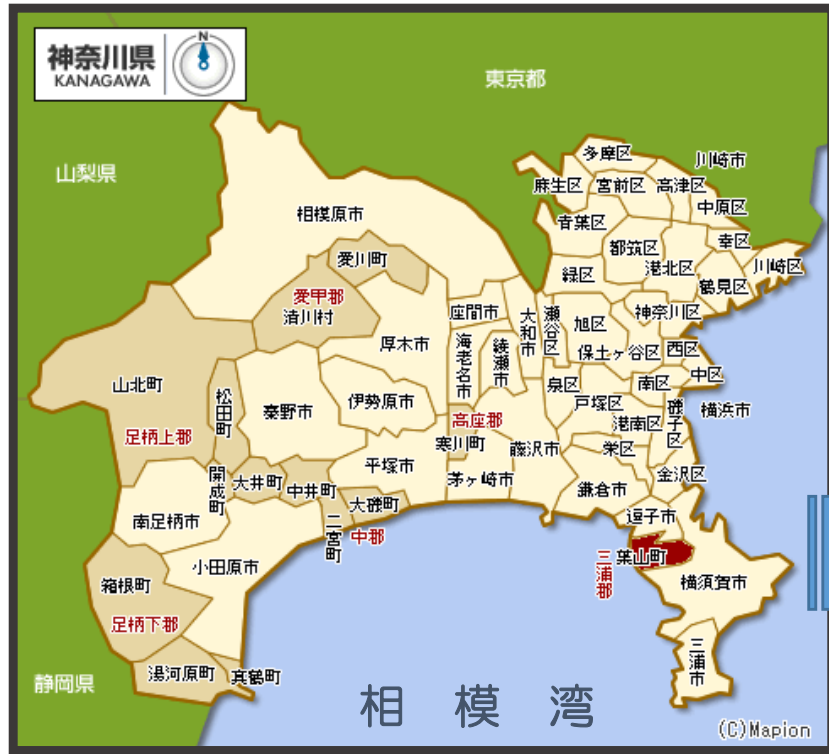 神奈川県
KANAGAWA
N
東京都
山梨県
多摩区
川崎市
麻生区
宮前区
高津区
中原区
青葉区
相模原市
都筑区
幸区
愛川町
緑区
港北区
川崎区
鶴見区
愛甲郡
清川村
座間市
大和市
瀬谷区
旭区
神奈川区
厚木市
海老名市
綾瀬市
保土ヶ谷区
西区
中区
山北町
松田町
秦野市
伊勢原市
泉区
戸塚区
南区
磯子区
横浜市
足柄上郡
高座郡
寒川町
藤沢市
港南区
栄区
平塚市
茅ヶ崎市
鎌倉市
金沢区
開成町
大井町
中井町
大磯町
南足柄市
二宮町
中郡
逗子市
葉山町
三浦郡
小田原市
横須賀市
箱根町
足柄下郡
湯河原町
真鶴町
三浦市
静岡県
相模湾
(C)Mapion